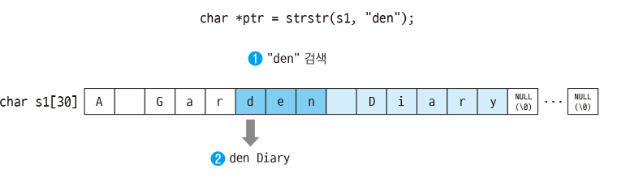 char *ptr = strstr(s1, "den");
1 "den" 검색
char s1[30] A G a r d e n D i a r y NULL (\0) ... NULL (\0)
2 den Diary